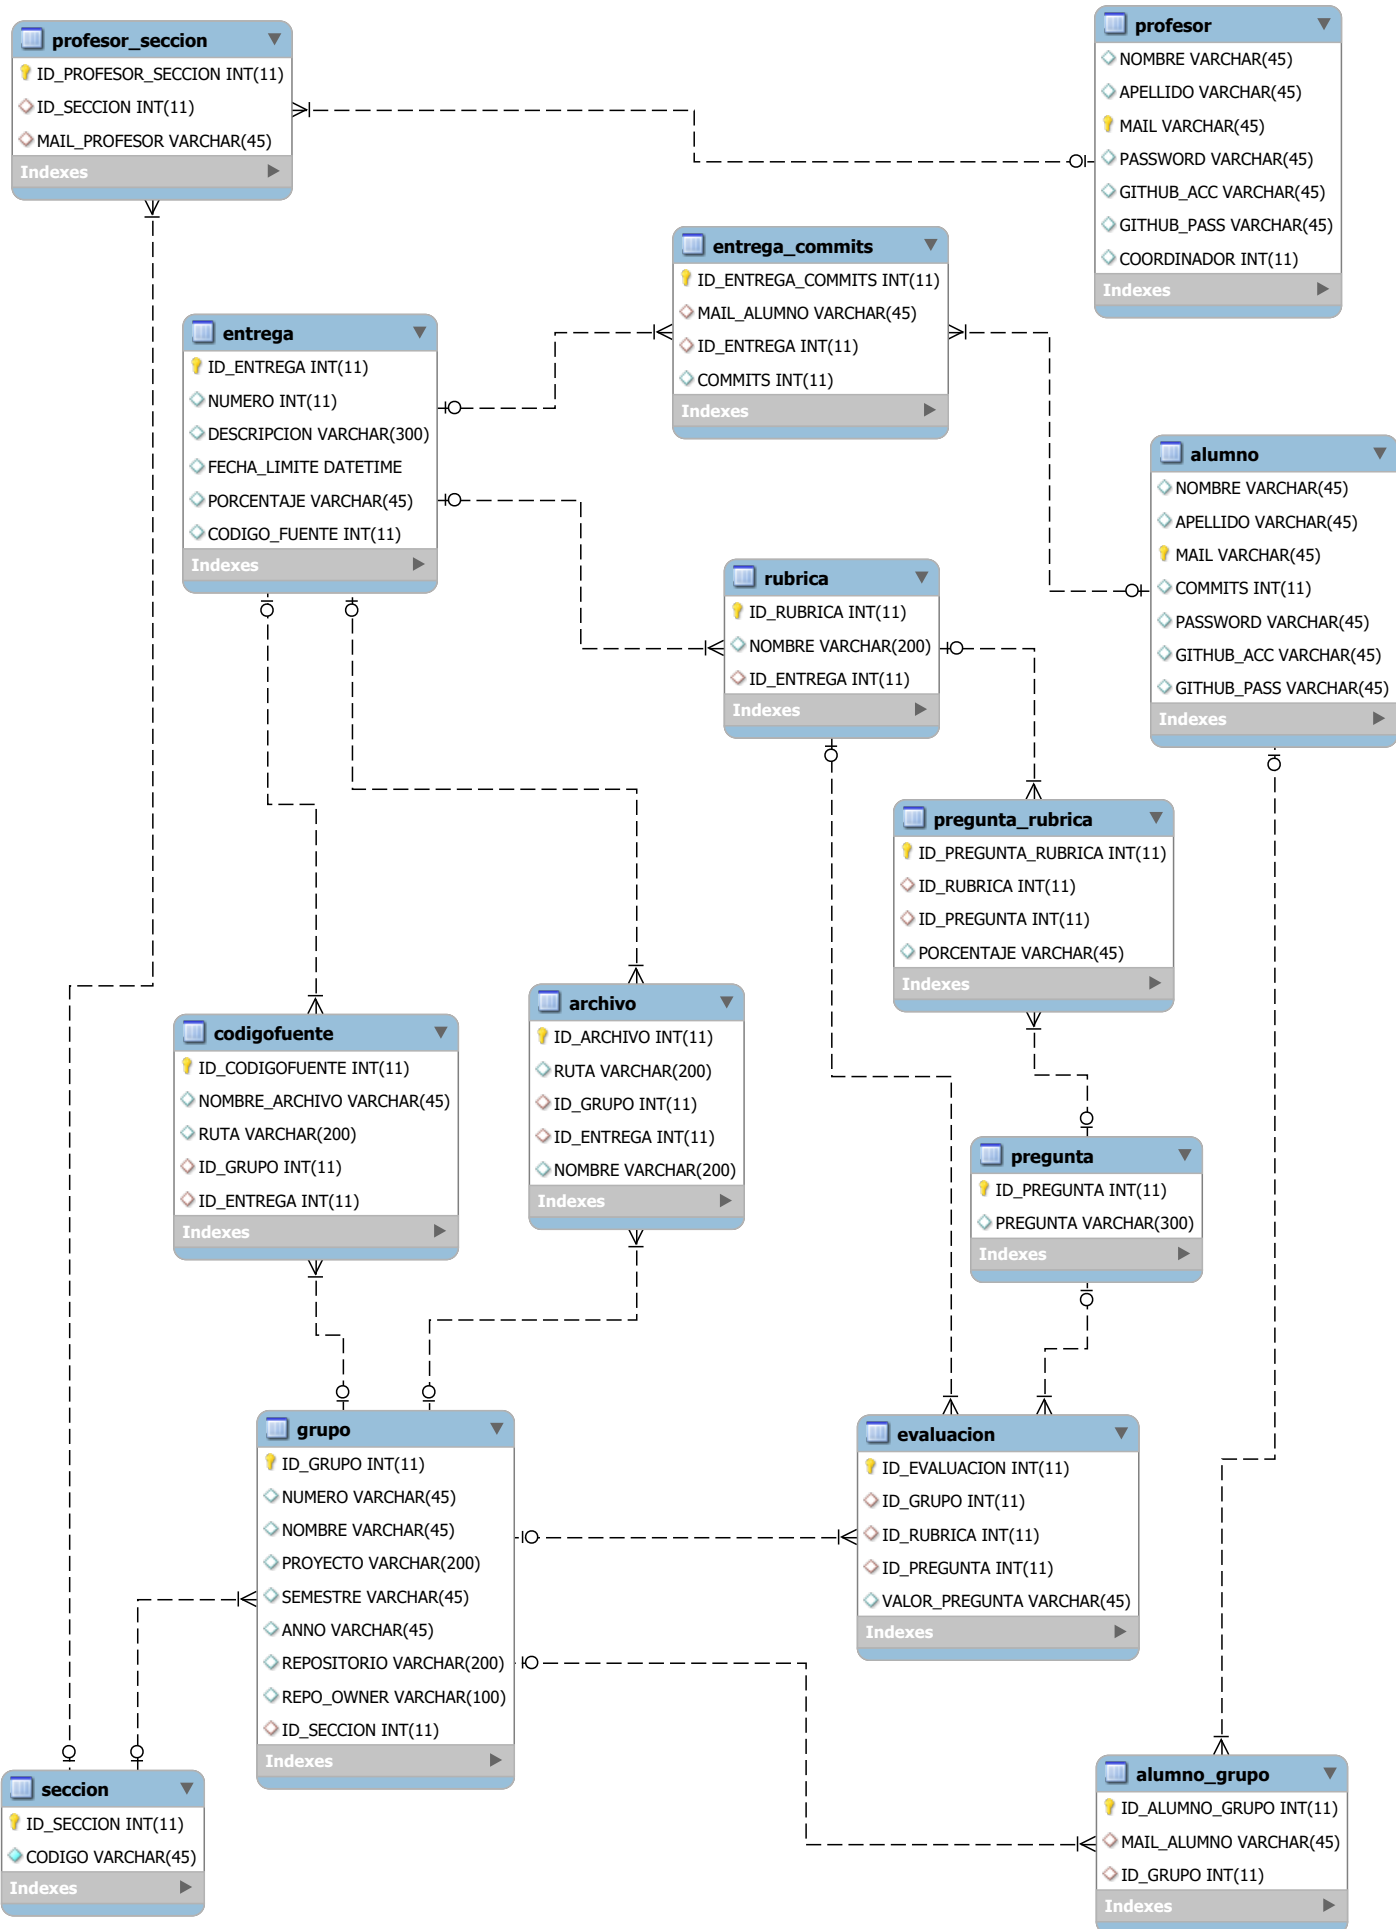 profesor_seccion
ID_PROFESOR_SECCION INT(11)
ID_SECCION INT(11)
MAIL_PROFESOR VARCHAR(45)
Indexes
profesor
NOMBRE VARCHAR(45)
APELLIDO VARCHAR(45)
MAIL VARCHAR(45)
PASSWORD VARCHAR(45)
GITHUB_ACC VARCHAR(45)
GITHUB_PASS VARCHAR(45)
COORDINADOR INT(11)
Indexes
entrega_commits
ID_ENTREGA_COMMITS INT(11)
MAIL_ALUMNO VARCHAR(45)
ID_ENTREGA INT(11)
COMMITS INT(11)
Indexes
entrega
ID_ENTREGA INT(11)
NUMERO INT(11)
DESCRIPCION VARCHAR(300)
FECHA_LIMITE DATETIME
PORCENTAJE VARCHAR(45)
CODIGO_FUENTE INT(11)
Indexes
alumno
NOMBRE VARCHAR(45)
APELLIDO VARCHAR(45)
MAIL VARCHAR(45)
COMMITS INT(11)
PASSWORD VARCHAR(45)
GITHUB_ACC VARCHAR(45)
GITHUB_PASS VARCHAR(45)
Indexes
rubrica
ID_RUBRICA INT(11)
NOMBRE VARCHAR(200)
ID_ENTREGA INT(11)
Indexes
pregunta_rubrica
ID_PREGUNTA_RUBRICA INT(11)
ID_RUBRICA INT(11)
ID_PREGUNTA INT(11)
PORCENTAJE VARCHAR(45)
Indexes
archivo
ID_ARCHIVO INT(11)
RUTA VARCHAR(200)
ID_GRUPO INT(11)
ID_ENTREGA INT(11)
NOMBRE VARCHAR(200)
Indexes
codigofuente
ID_CODIGOFUENTE INT(11)
NOMBRE_ARCHIVO VARCHAR(45)
RUTA VARCHAR(200)
ID_GRUPO INT(11)
ID_ENTREGA INT(11)
Indexes
pregunta
ID_PREGUNTA INT(11)
PREGUNTA VARCHAR(300)
Indexes
grupo
ID_GRUPO INT(11)
NUMERO VARCHAR(45)
NOMBRE VARCHAR(45)
PROYECTO VARCHAR(200)
SEMESTRE VARCHAR(45)
ANNO VARCHAR(45)
REPOSITORIO VARCHAR(200)
REPO_OWNER VARCHAR(100)
ID_SECCION INT(11)
Indexes
evaluacion
ID_EVALUACION INT(11)
ID_GRUPO INT(11)
ID_RUBRICA INT(11)
ID_PREGUNTA INT(11)
VALOR_PREGUNTA VARCHAR(45)
Indexes
seccion
ID_SECCION INT(11)
CODIGO VARCHAR(45)
Indexes
alumno_grupo
ID_ALUMNO_GRUPO INT(11)
MAIL_ALUMNO VARCHAR(45)
ID_GRUPO INT(11)
Indexes